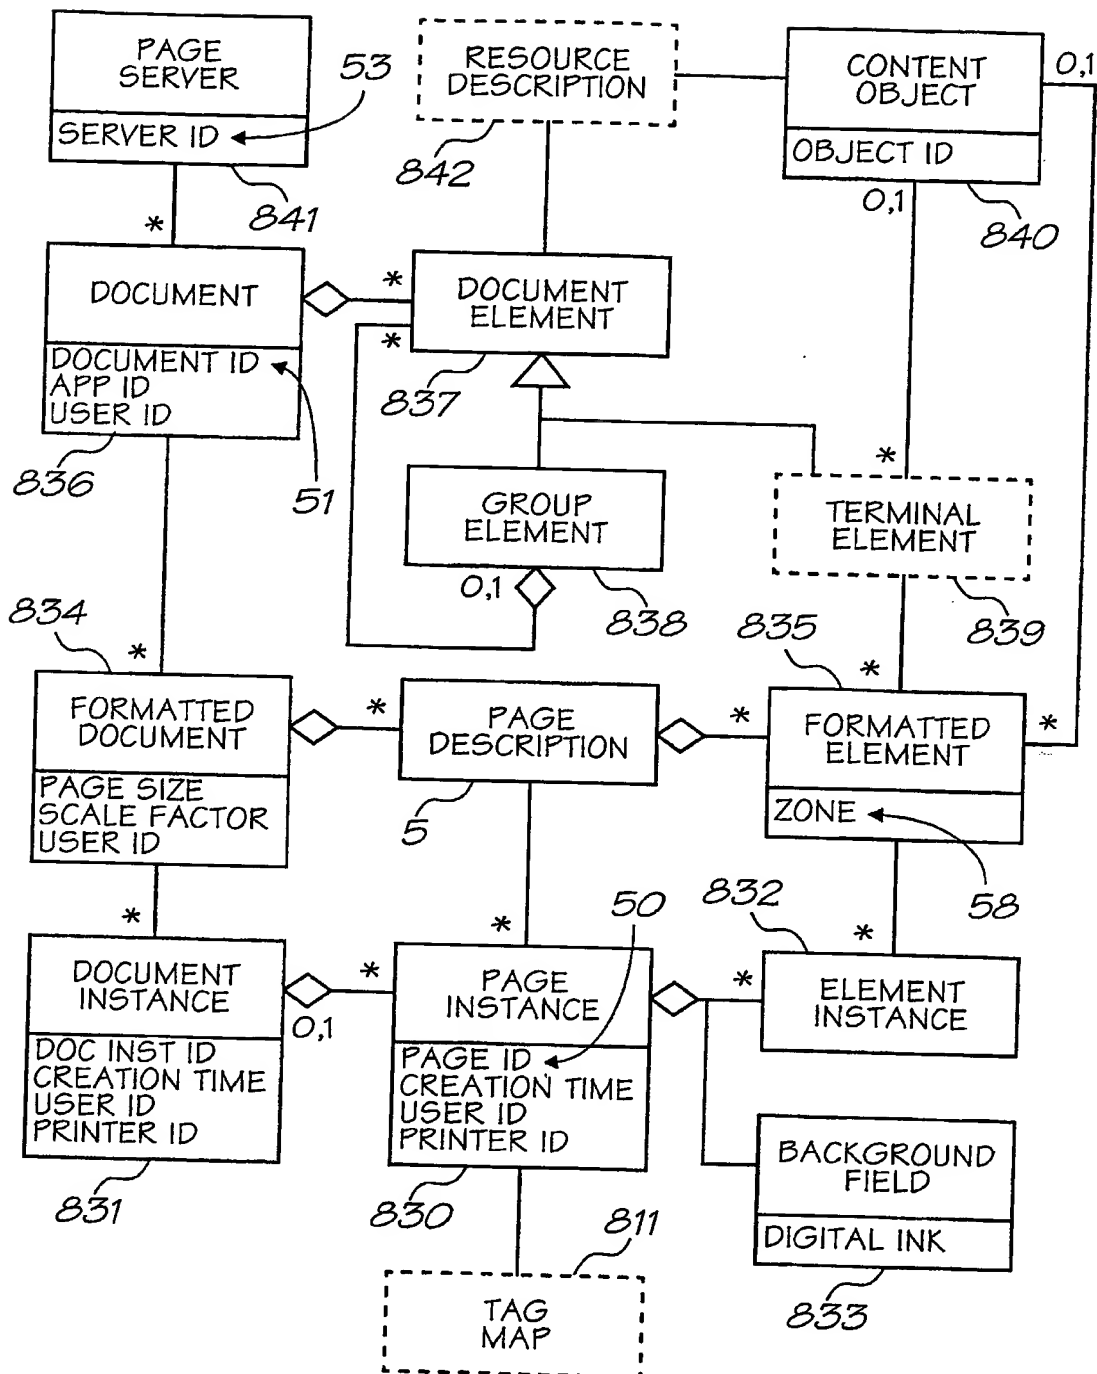 PAGE
SERVER
SERVER ID
53
841
*
RESOURCE
DESCRIPTION
842
CONTENT
OBJECT
OBJECT ID
0,1
0,1
840
DOCUMENT
DOCUMENT ID
APP ID
USER ID
836
51
*
*
DOCUMENT
ELEMENT
837
GROUP
ELEMENT
0,1
838
*
TERMINAL
ELEMENT
839
834
*
FORMATTED
DOCUMENT
PAGE SIZE
SCALE FACTOR
USER ID
*
PAGE
DESCRIPTION
5
835
*
*
*
FORMATTED
ELEMENT
ZONE
58
*
DOCUMENT
INSTANCE
0,1
DOC INST ID
CREATION TIME
USER ID
PRINTER ID
831
*
*
50
PAGE
INSTANCE
PAGE ID
CREATION TIME
USER ID
PRINTER ID
830
832
*
*
ELEMENT
INSTANCE
BACKGROUND
FIELD
DIGITAL INK
833
811
TAG
MAP